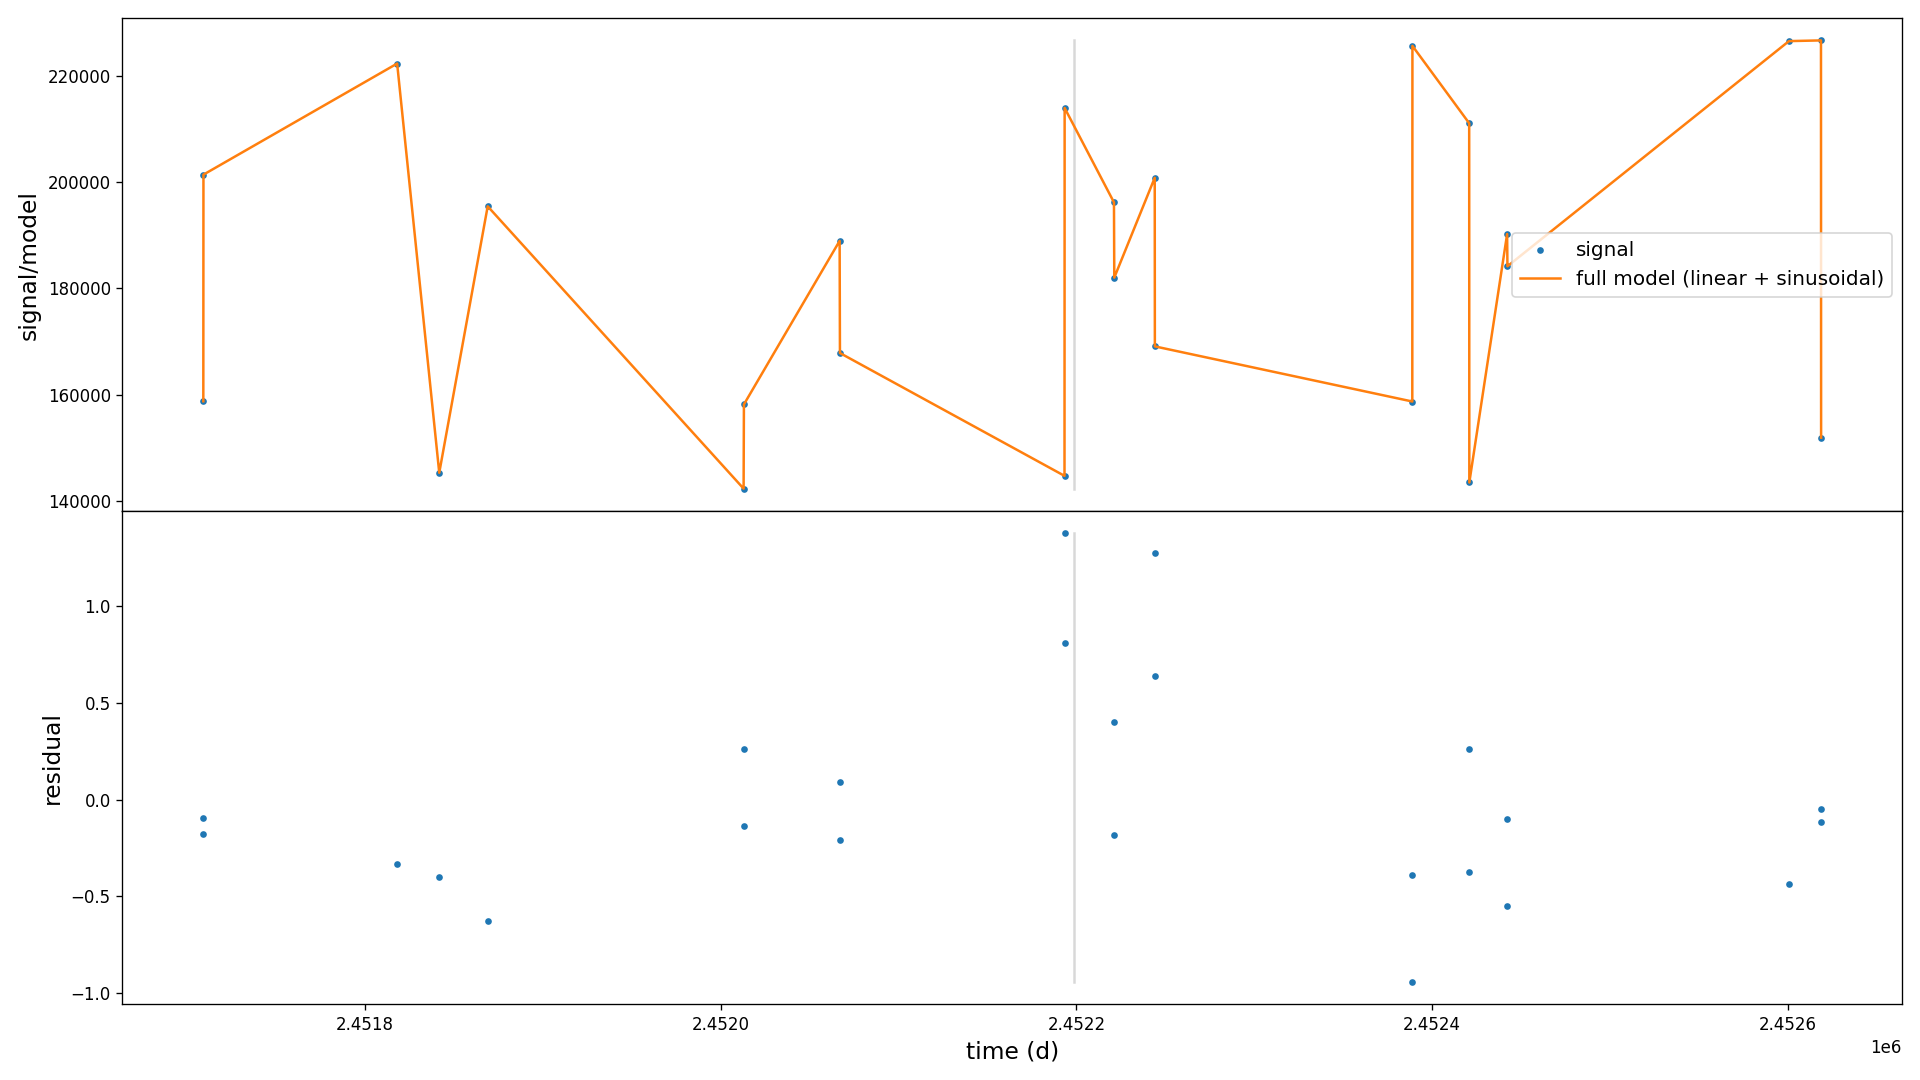 220000
200000
180000
160000
140000
signal/model
signal
full model (linear + sinusoidal)
1.0
0.5
0.0
−0.5
−1.0
residual
2.4518
2.4520
2.4522
2.4524
2.4526
time (d)
1e6